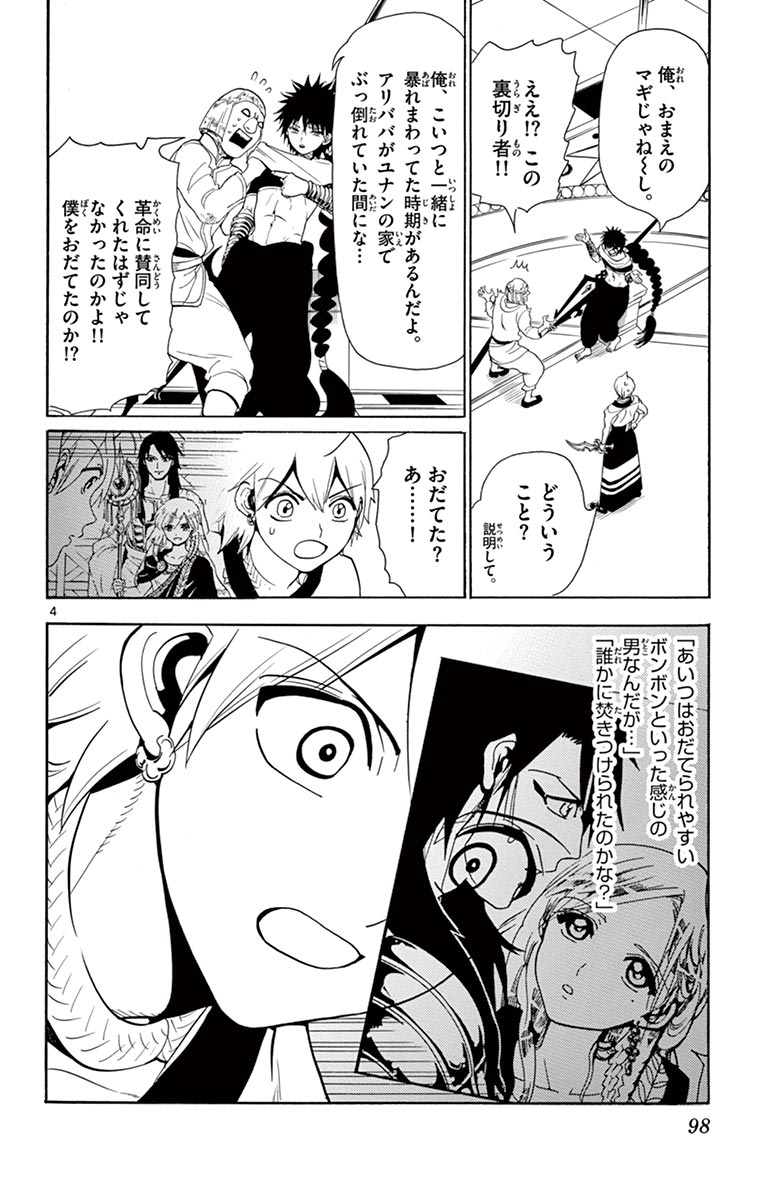 俺、おまえの
マギじゃね〜し。
ええ!?この
裏切り者!!
どういう
こと?
説明して。
俺、こいつと一緒に
暴れまわってた時期があるんだよ。
アリババがユナンの家で
ぶっ倒れていた間にな…
革命に賛同して
くれたはずじゃ
なかったのかよ!!
僕をおだてたのか!?
おだてた?
あ………!
4
「あいつはおだてられやすい
ボンボンといった感じの
男なんだが…」
「誰かに焚きつけられたのかな?」
98